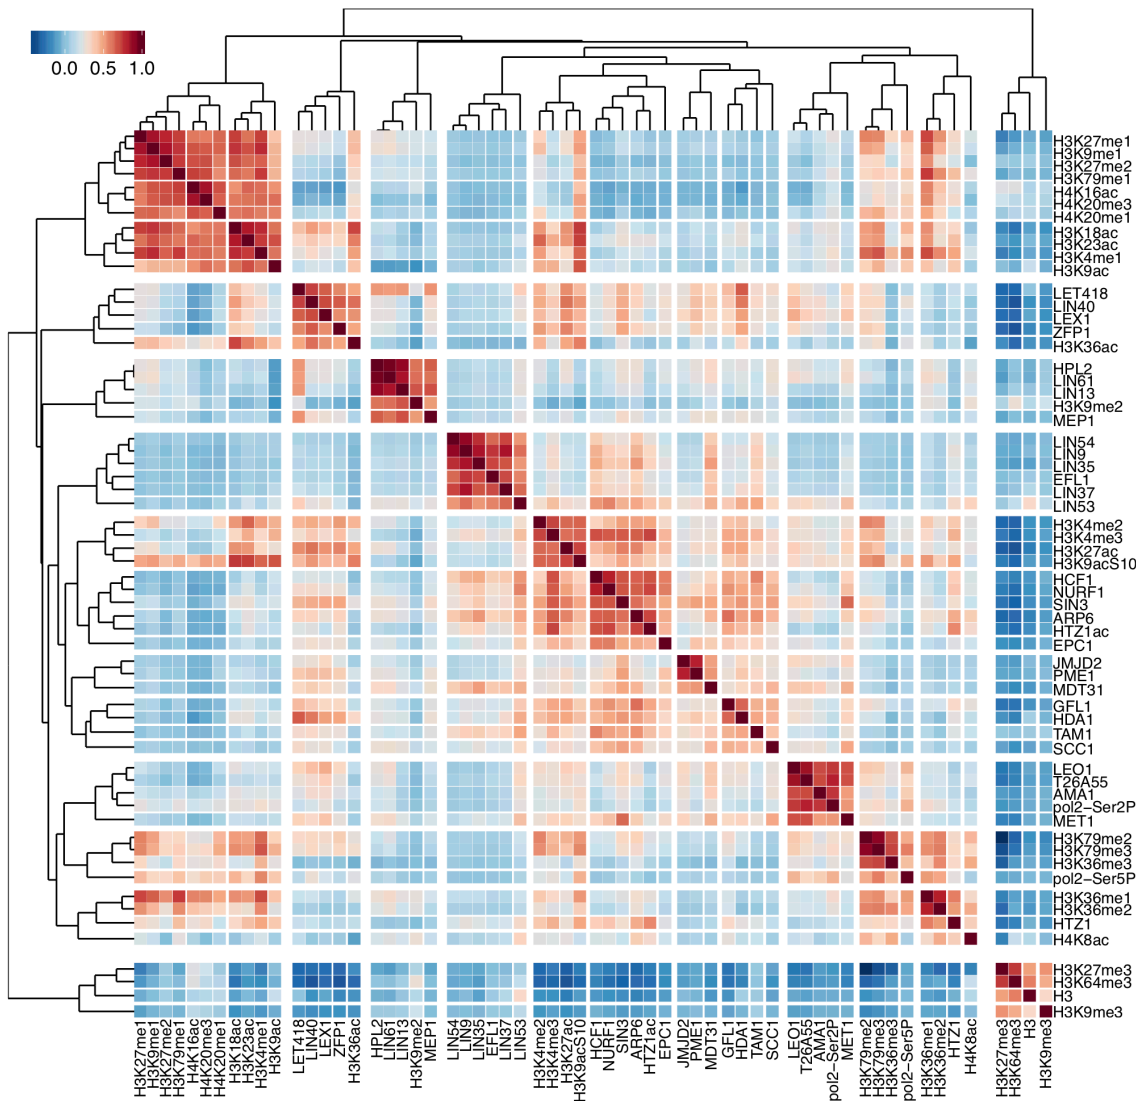 0.0 0.5 1.0
H3K27me1
H3K9me1
H3K27me2
H3K79me1
H4K16ac
H4K20me3
H4K20me1
H3K18ac
H3K23ac
H3K4me1
H3K9ac
LET418
LIN40
LEX1
ZFP1
H3K36ac
HPL2
LIN61
LIN13
H3K9me2
MEP1
LIN54
LIN9
LIN35
EFL1
LIN37
LIN53
H3K4me2
H3K4me3
H3K27ac
H3K9acS10
HCF1
NURF1
SIN3
ARP6
HTZ1ac
EPC1
JMJD2
PME1
MDT31
GFL1
HDA1
TAM1
SCC1
LEO1
T26A55
AMA1
pol2−Ser2P
MET1
H3K79me2
H3K79me3
H3K36me3
pol2−Ser5P
H3K36me1
H3K36me2
HTZ1
H4K8ac
H3K27me3
H3K64me3
H3
H3K9me3
H3K27me1
H3K9me1
H3K27me2
H3K79me1
H4K16ac
H4K20me3
H4K20me1
H3K18ac
H3K23ac
H3K4me1
H3K9ac
LET418
LIN40
LEX1
ZFP1
H3K36ac
HPL2
LIN61
LIN13
H3K9me2
MEP1
LIN54
LIN9
LIN35
EFL1
LIN37
LIN53
H3K4me2
H3K4me3
H3K27ac
H3K9acS10
HCF1
NURF1
SIN3
ARP6
HTZ1ac
EPC1
JMJD2
PME1
MDT31
GFL1
HDA1
TAM1
SCC1
LEO1
T26A55
AMA1
pol2−Ser2P
MET1
H3K79me2
H3K79me3
H3K36me3
pol2−Ser5P
H3K36me1
H3K36me2
HTZ1
H4K8ac
H3K27me3
H3K64me3
H3
H3K9me3